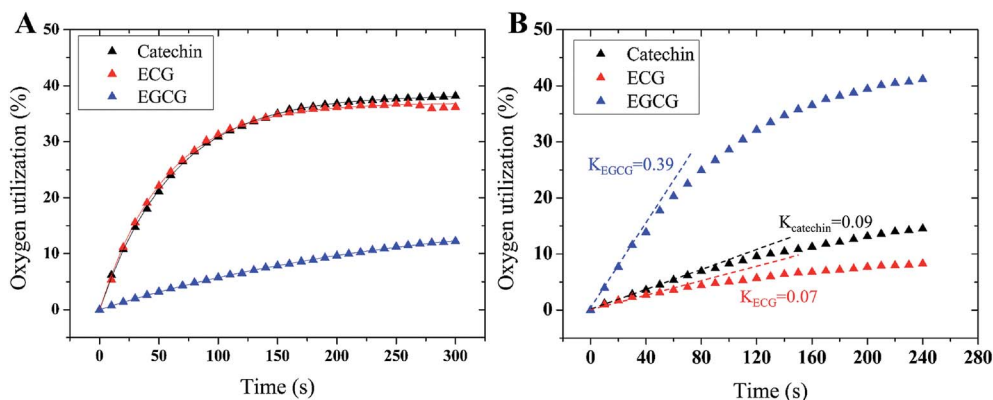 A
Catechin
ECG
EGCG
50
40
30
20
10
0
Oxygen utilization (%)
0 50 100 150 200 250 300
Time (s)
B
Catechin
ECG
EGCG
50
40
30
20
10
0
Oxygen utilization (%)
K_EGCG=0.39
K_catechin=0.09
K_ECG=0.07
0 40 80 120 160 200 240 280
Time (s)